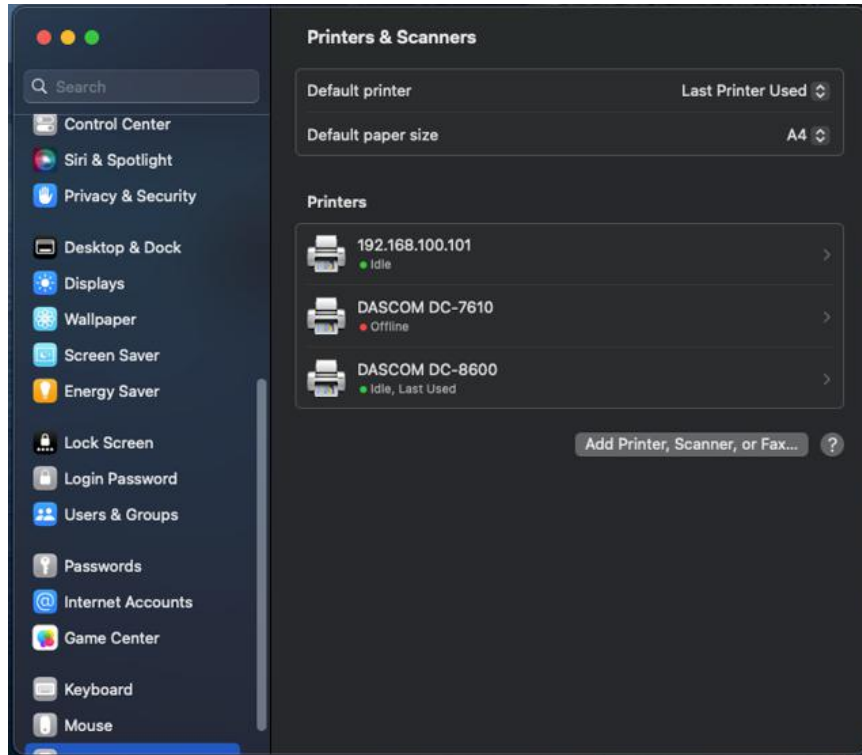 Printers & Scanners
Search
Control Center
Siri & Spotlight
Privacy & Security
Desktop & Dock
Displays
Wallpaper
Screen Saver
Energy Saver
Lock Screen
Login Password
Users & Groups
Passwords
Internet Accounts
Game Center
Keyboard
Mouse
Default printer Last Printer Used
Default paper size A4
Printers
192.168.100.101
Idle
DASCOM DC-7610
Offline
DASCOM DC-8600
Idle, Last Used
Add Printer, Scanner, or Fax... ?